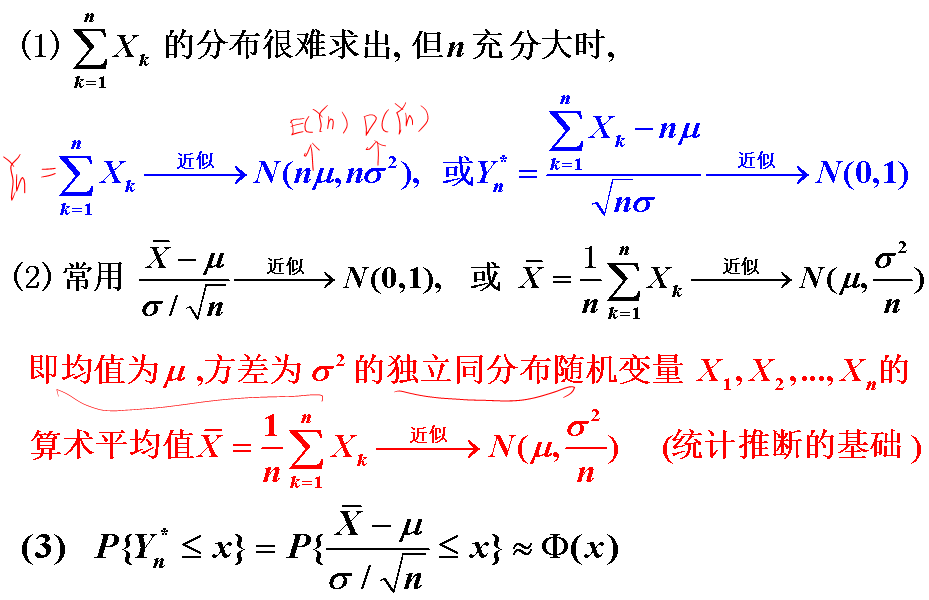 (1) $\sum_{k=1}^{n} X_k$ 的分布很难求出, 但n 充分大时,
E(Yn) D(Yn)
Yn = $\sum_{k=1}^{n} X_k \xrightarrow{近似} N(n\mu, n\sigma^2)$, 或 $Y_n^* = \frac{\sum_{k=1}^{n} X_k - n\mu}{\sqrt{n}\sigma} \xrightarrow{近似} N(0,1)$
(2) 常用 $\frac{\bar{X} - \mu}{\sigma / \sqrt{n}} \xrightarrow{近似} N(0,1)$, 或 $\bar{X} = \frac{1}{n}\sum_{k=1}^{n} X_k \xrightarrow{近似} N(\mu, \frac{\sigma^2}{n})$
即均值为 $\mu$ ,方差为 $\sigma^2$ 的独立同分布随机变量 $X_1, X_2, ..., X_n$ 的
算术平均值 $\bar{X} = \frac{1}{n}\sum_{k=1}^{n} X_k \xrightarrow{近似} N(\mu, \frac{\sigma^2}{n})$ (统计推断的基础 )
(3) $P\{Y_n^* \le x\} = P\{\frac{\bar{X} - \mu}{\sigma / \sqrt{n}} \le x\} \approx \Phi(x)$